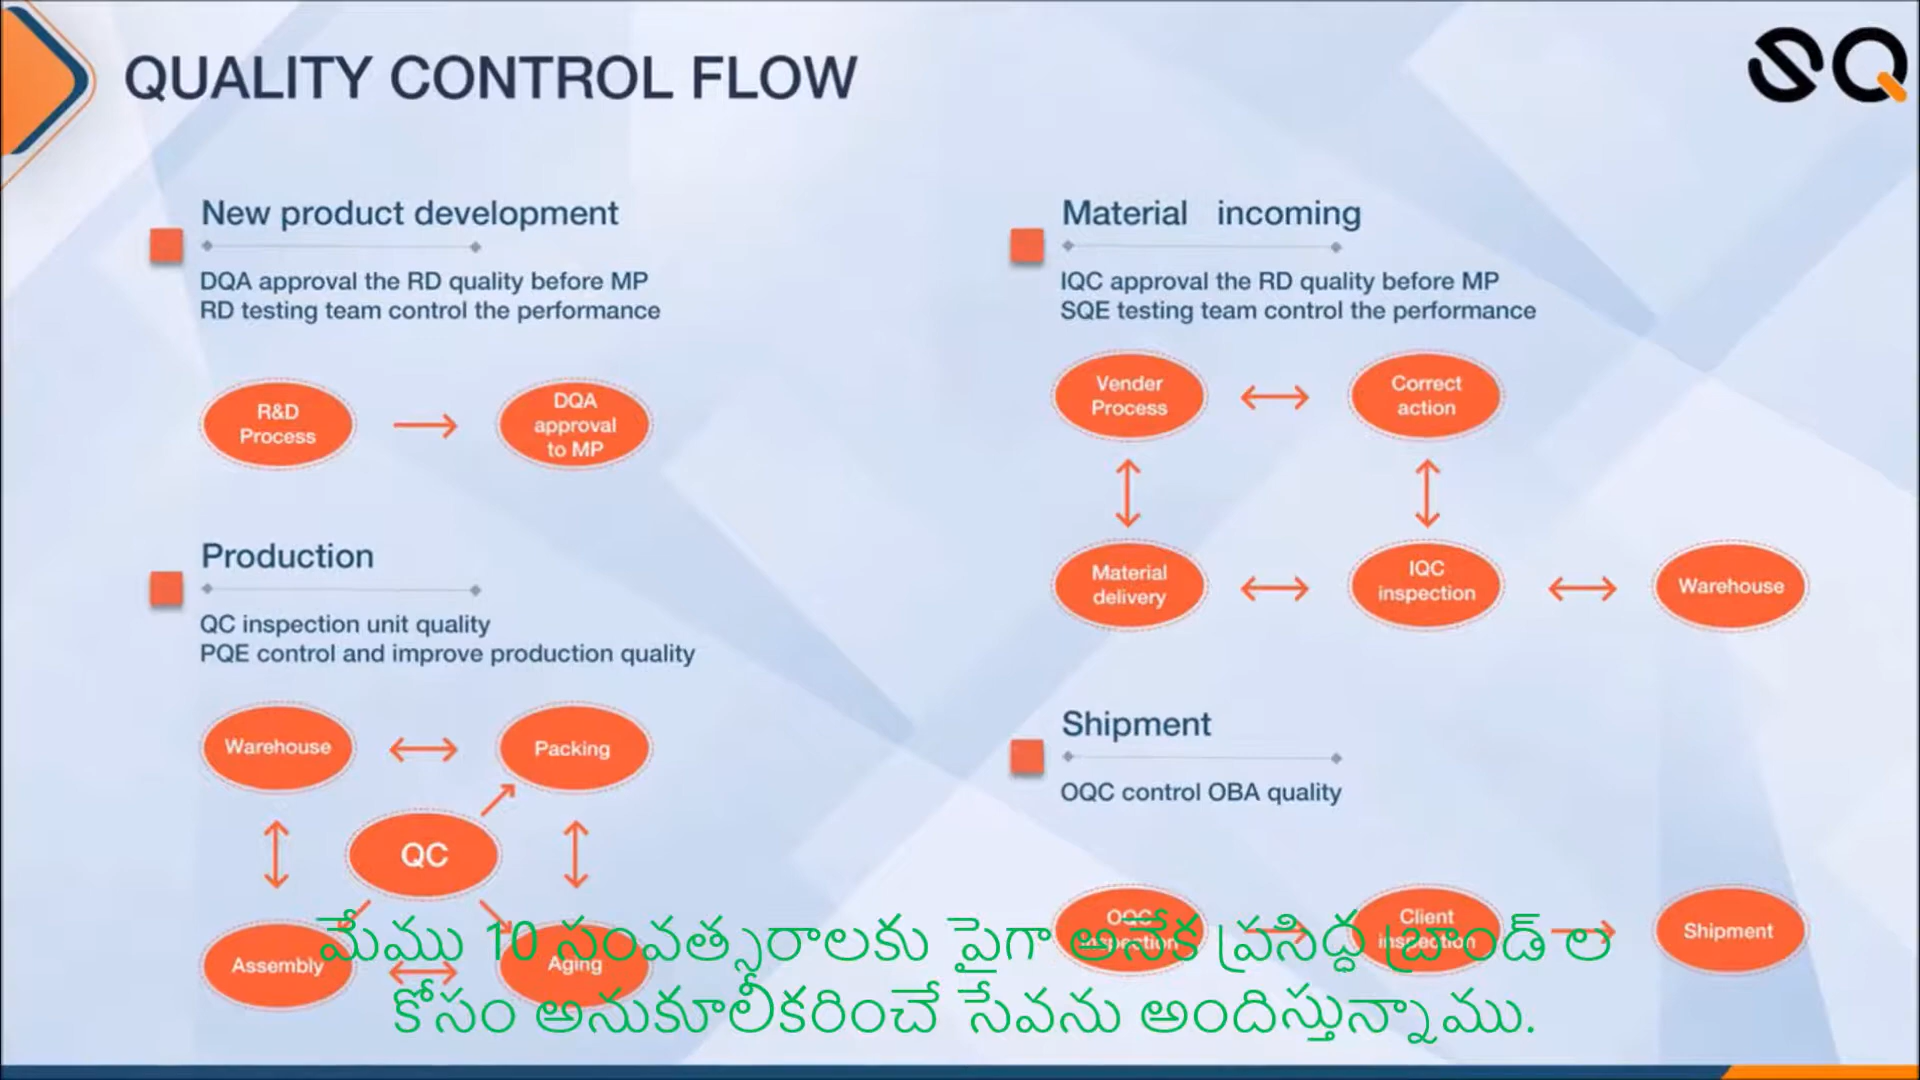 QUALITY CONTROL FLOW
SQ
New product development
DQA approval the RD quality before MP
RD testing team control the performance
R&D
Process
DQA
approval
to MP
Material incoming
IQC approval the RD quality before MP
SQE testing team control the performance
Vender
Process
Correct
action
Material
delivery
IQC
inspection
Warehouse
Production
QC inspection unit quality
PQE control and improve production quality
Warehouse
Packing
QC
Assembly
Aging
Shipment
OQC control OBA quality
OQC
inspection
Client
inspection
Shipment
మేము 10 సంవత్సరాలకు పైగా అనేక ప్రసిద్ధ బ్రాండ్ ల
కోసం అనుకూలీకరించే సేవను అందిస్తున్నాము.